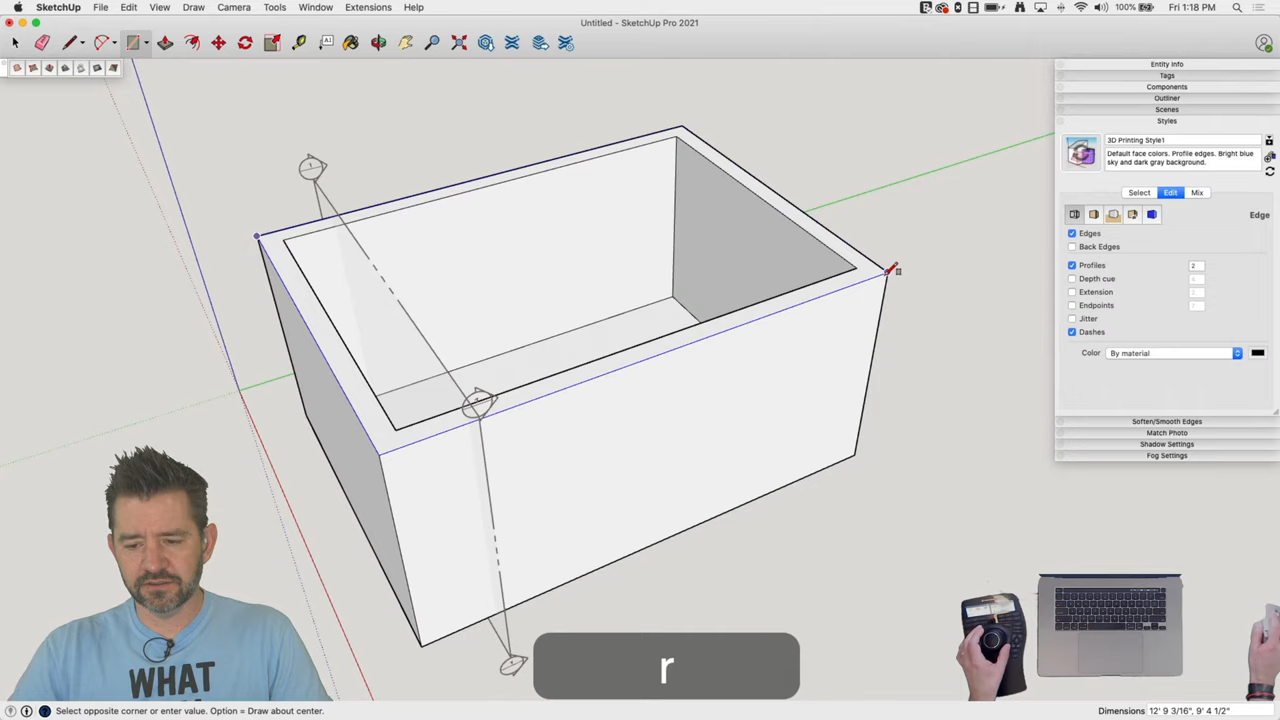 SketchUp File Edit View Draw Camera Tools Window Extensions Help 100% Fri 1:18 PM
Untitled - SketchUp Pro 2021
Entity Info
Tags
Components
Outliner
Scenes
Styles
3D Printing Style1
Default face colors. Profile edges. Bright blue
sky and dark gray background.
Select Edit Mix
Edge
Edges
Back Edges
Profiles 2
Depth cue
Extension
Endpoints
Jitter
Dashes
Color By material
Soften/Smooth Edges
Match Photo
Shadow Settings
Fog Settings
WHAT
r
Select opposite corner or enter value. Option = Draw about center. Dimensions 12' 9 3/16", 9' 4 1/2"